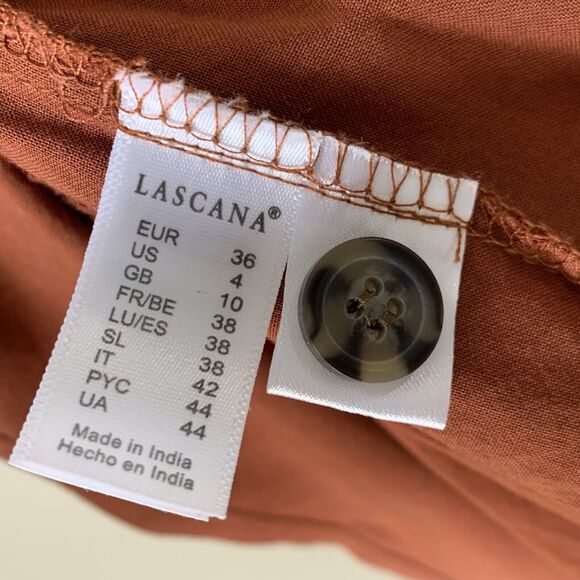 LASCANA®
EUR 36
US 4
GB 10
FR/BE 38
LU/ES 38
SL 38
IT 42
PYC 44
UA 44
Made in India
Hecho en India